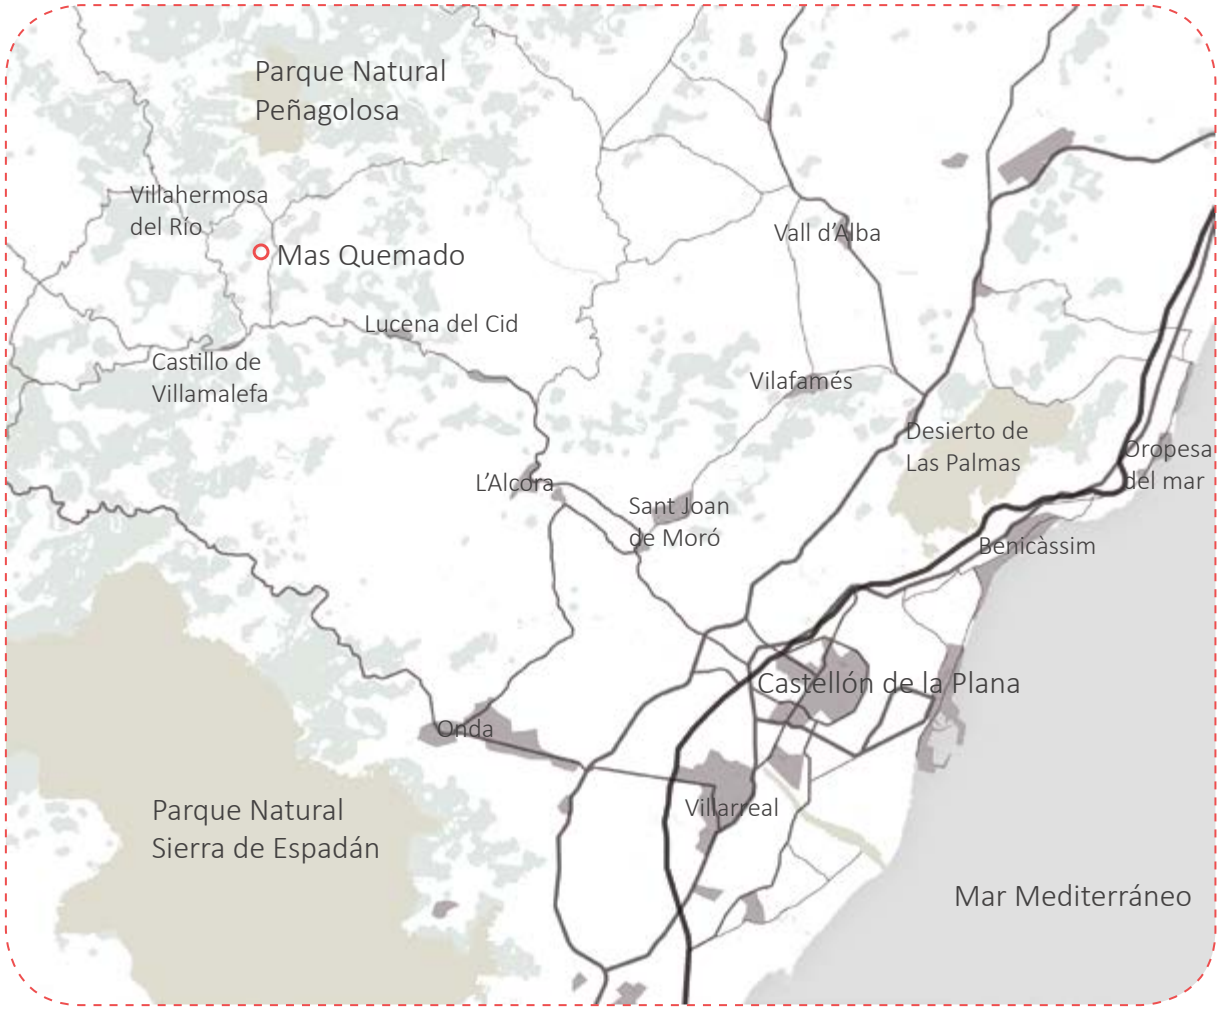 Parque Natural
Peñagolosa
Villahermosa
del Río
Mas Quemado
Vall d'Alba
Lucena del Cid
Castillo de
Villamalefa
Vilafamés
Desierto de
Las Palmas
Oropesa
del mar
L'Alcora
Sant Joan
de Moró
Benicàssim
Castellón de la Plana
Onda
Villarreal
Parque Natural
Sierra de Espadán
Mar Mediterráneo